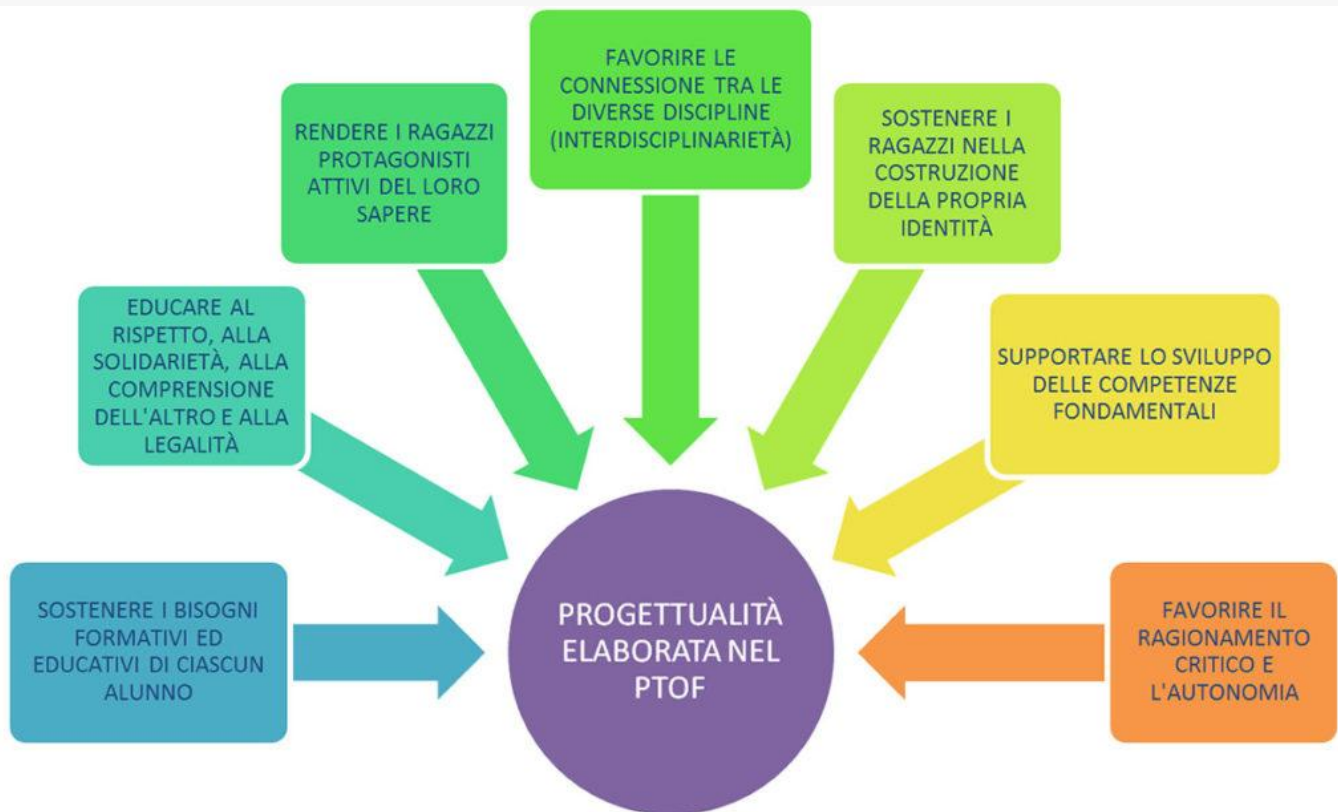 SOSTENERE I BISOGNI
FORMATIVI ED
EDUCATIVI DI CIASCUN
ALUNNO
EDUCARE AL
RISPETTO, ALLA
SOLIDARIETÀ, ALLA
COMPRENSIONE
DELL'ALTRO E ALLA
LEGALITÀ
RENDERE I RAGAZZI
PROTAGONISTI
ATTIVI DEL LORO
SAPERE
FAVORIRE LE
CONNESSIONE TRA LE
DIVERSE DISCIPLINE
(INTERDISCIPLINARIETÀ)
SOSTENERE I
RAGAZZI NELLA
COSTRUZIONE
DELLA PROPRIA
IDENTITÀ
SUPPORTARE LO SVILUPPO
DELLE COMPETENZE
FONDAMENTALI
FAVORIRE IL
RAGIONAMENTO
CRITICO E
L'AUTONOMIA
PROGETTUALITÀ
ELABORATA NEL
PTOF